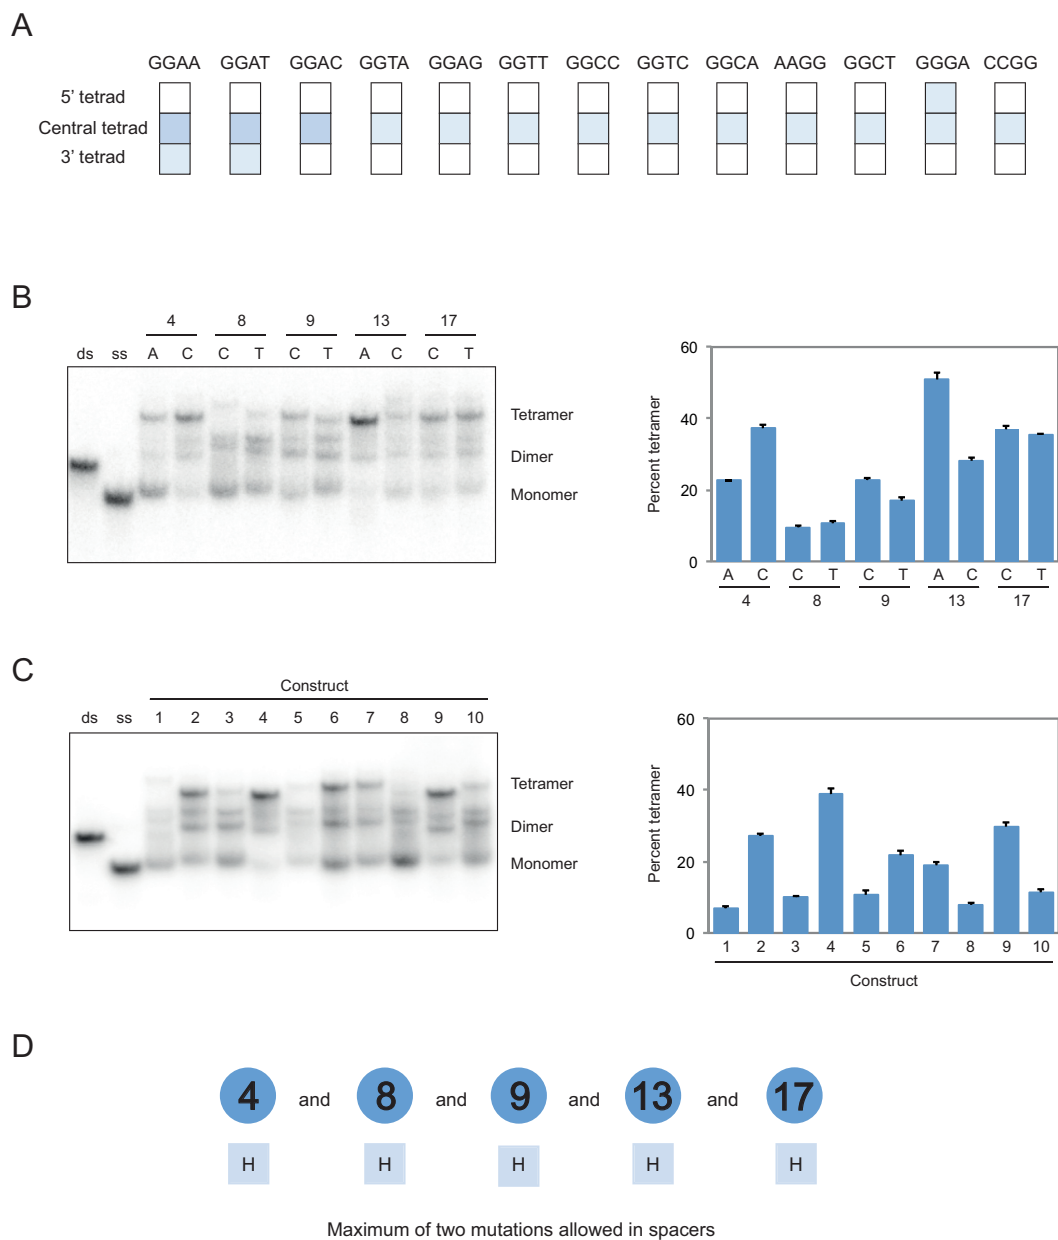 A
GGAA GGAT GGAC GGTA GGAG GGTT GGCC GGTC GGCA AAGG GGCT GGGA CCGG
5' tetrad
Central tetrad
3' tetrad
B
4 8 9 13 17
ds ss A C C T C T A C C T
Tetramer
Dimer
Monomer
Percent tetramer
60
40
20
0
A C C T C T A C C T
4 8 9 13 17
C
Construct
ds ss 1 2 3 4 5 6 7 8 9 10
Tetramer
Dimer
Monomer
Percent tetramer
60
40
20
0
1 2 3 4 5 6 7 8 9 10
Construct
D
4 and 8 and 9 and 13 and 17
H H H H H
Maximum of two mutations allowed in spacers